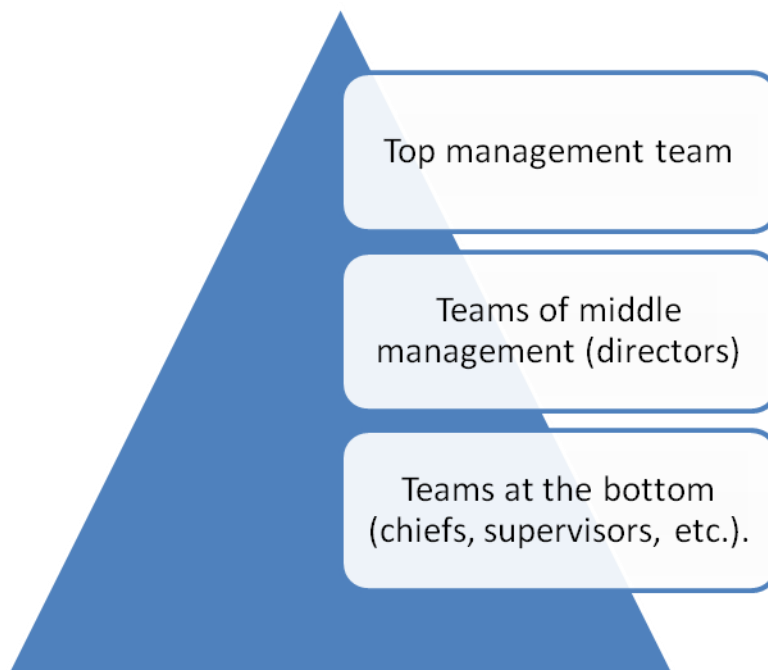 Top management team
Teams of middle
management (directors)
Teams at the bottom
(chiefs, supervisors, etc.).